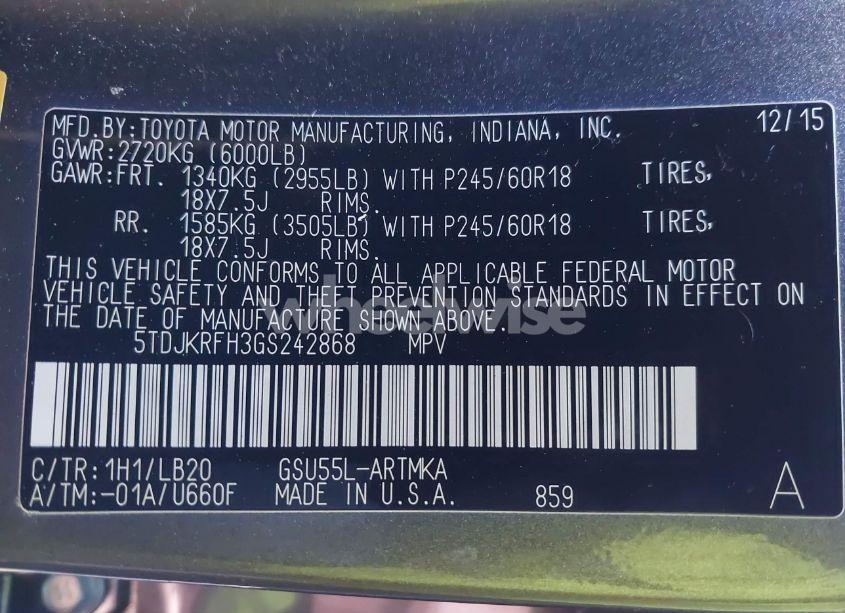 MFD.BY:TOYOTA MOTOR MANUFACTURING, INDIANA, INC. 12/15
GVWR:2720KG (6000LB)
GAWR:FRT. 1340KG (2955LB) WITH P245/60R18 TIRES,
18X7.5J RIMS.
RR. 1585KG (3505LB) WITH P245/60R18 TIRES,
18X7.5J RIMS.
THIS VEHICLE CONFORMS TO ALL APPLICABLE FEDERAL MOTOR
VEHICLE SAFETY AND THEFT PREVENTION STANDARDS IN EFFECT ON
THE DATE OF MANUFACTURE SHOWN ABOVE.
wheelwise
5TDJKRFH3GS242868 MPV
C/TR:1H1/LB20 GSU55L-ARTMKA
A/TM:-01A/U660F MADE IN U.S.A. 859 A